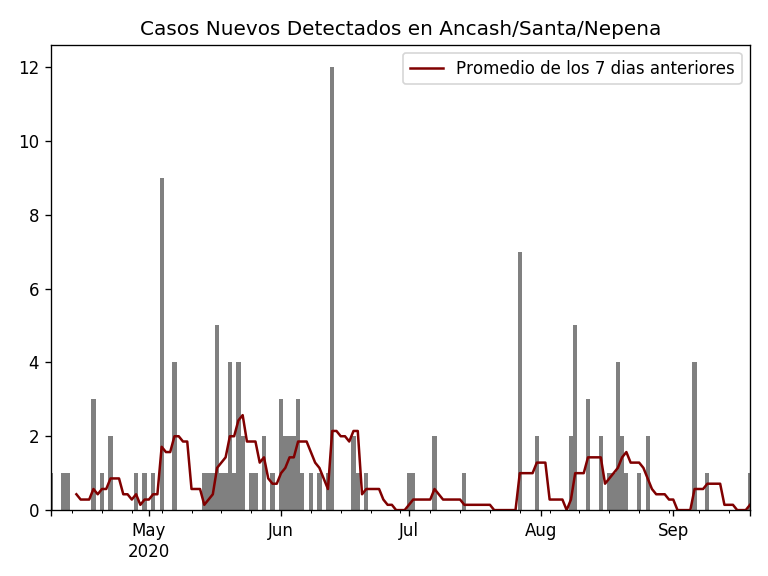 Casos Nuevos Detectados en Ancash/Santa/Nepena
Promedio de los 7 dias anteriores
12
10
8
6
4
2
0
May Jun Jul Aug Sep
2020